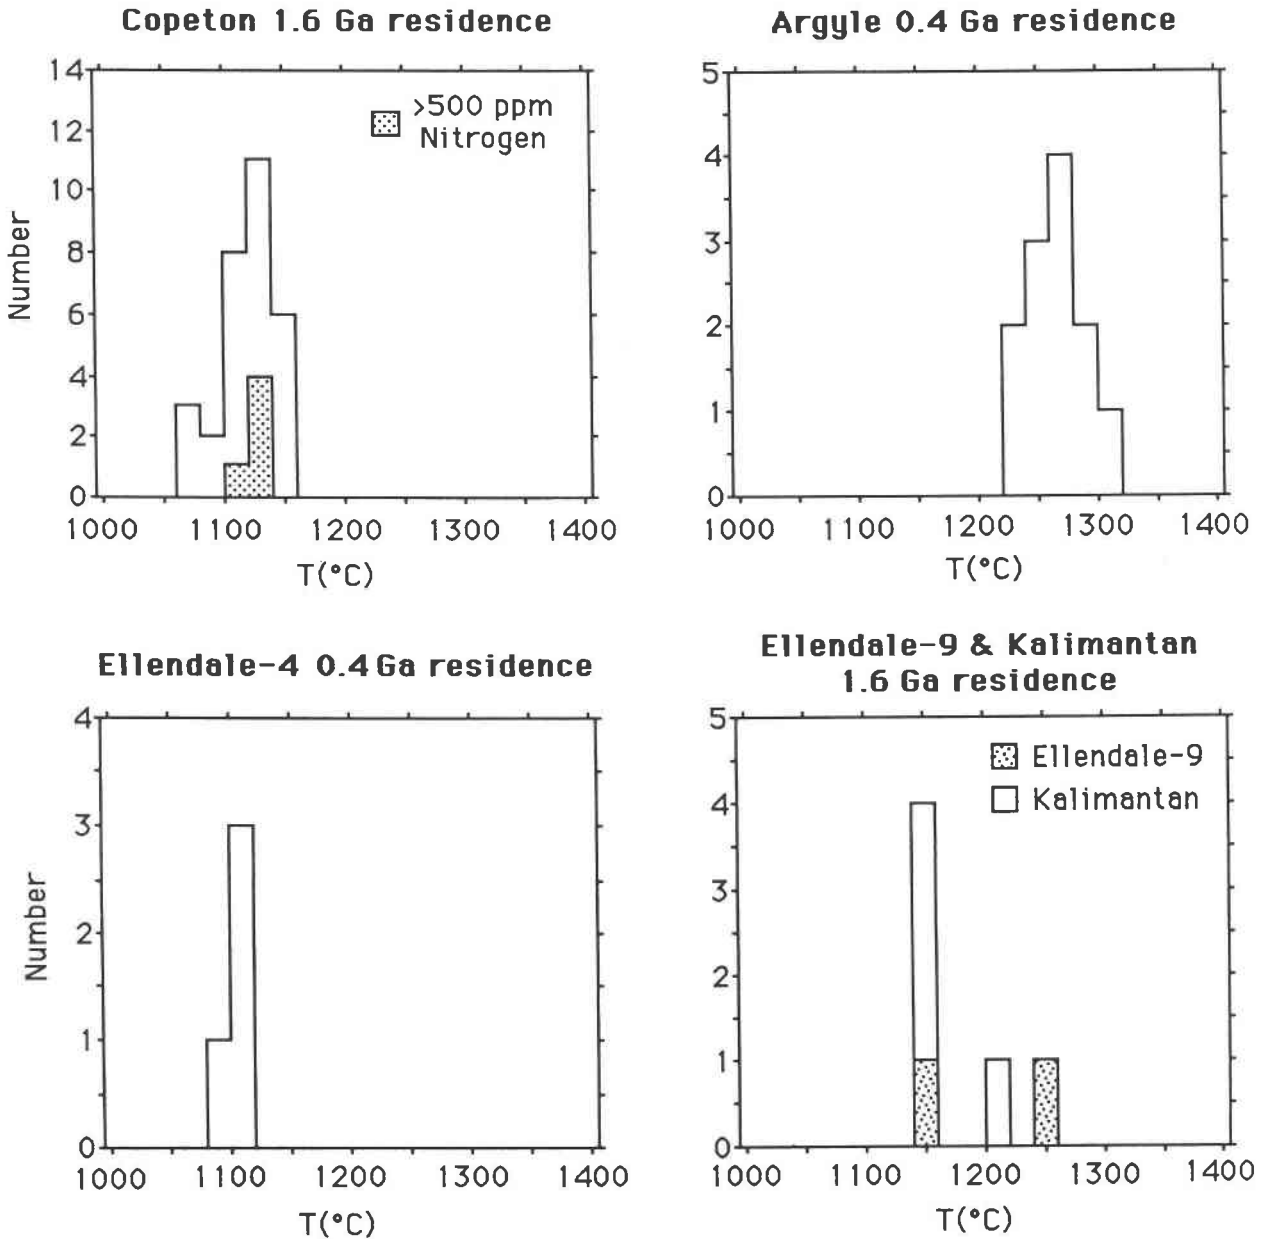 Copeton 1.6 Ga residence
14
12
10
8
6
4
2
0
Number
>500 ppm
Nitrogen
1000 1100 1200 1300 1400
T(°C)
Argyle 0.4 Ga residence
5
4
3
2
1
0
1000 1100 1200 1300 1400
T(°C)
Ellendale-4 0.4 Ga residence
4
3
2
1
0
Number
1000 1100 1200 1300 1400
T(°C)
Ellendale-9 & Kalimantan
1.6 Ga residence
5
4
3
2
1
0
Ellendale-9
Kalimantan
1000 1100 1200 1300 1400
T(°C)